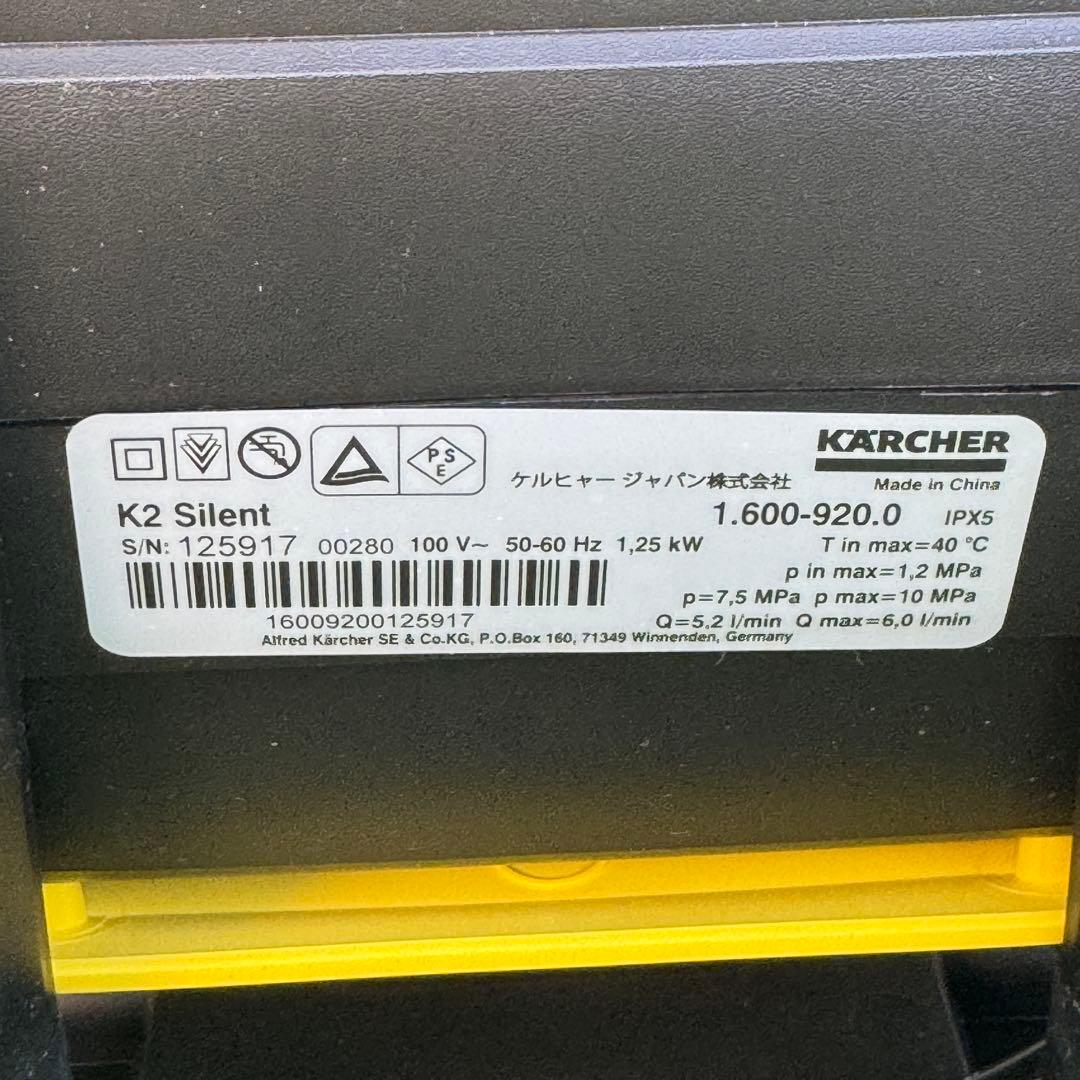 P S E
ケルヒャー ジャパン株式会社
KÄRCHER
Made in China
K2 Silent
1.600-920.0 IPX5
S/N: 125917 00280 100 V~ 50-60 Hz 1,25 kW
T in max=40 °C
p in max=1,2 MPa
p=7,5 MPa p max=10 MPa
Q=5,2 l/min Q max=6,0 l/min
16009200125917
Alfred Kärcher SE & Co.KG, P.O.Box 160, 71349 Winnenden, Germany